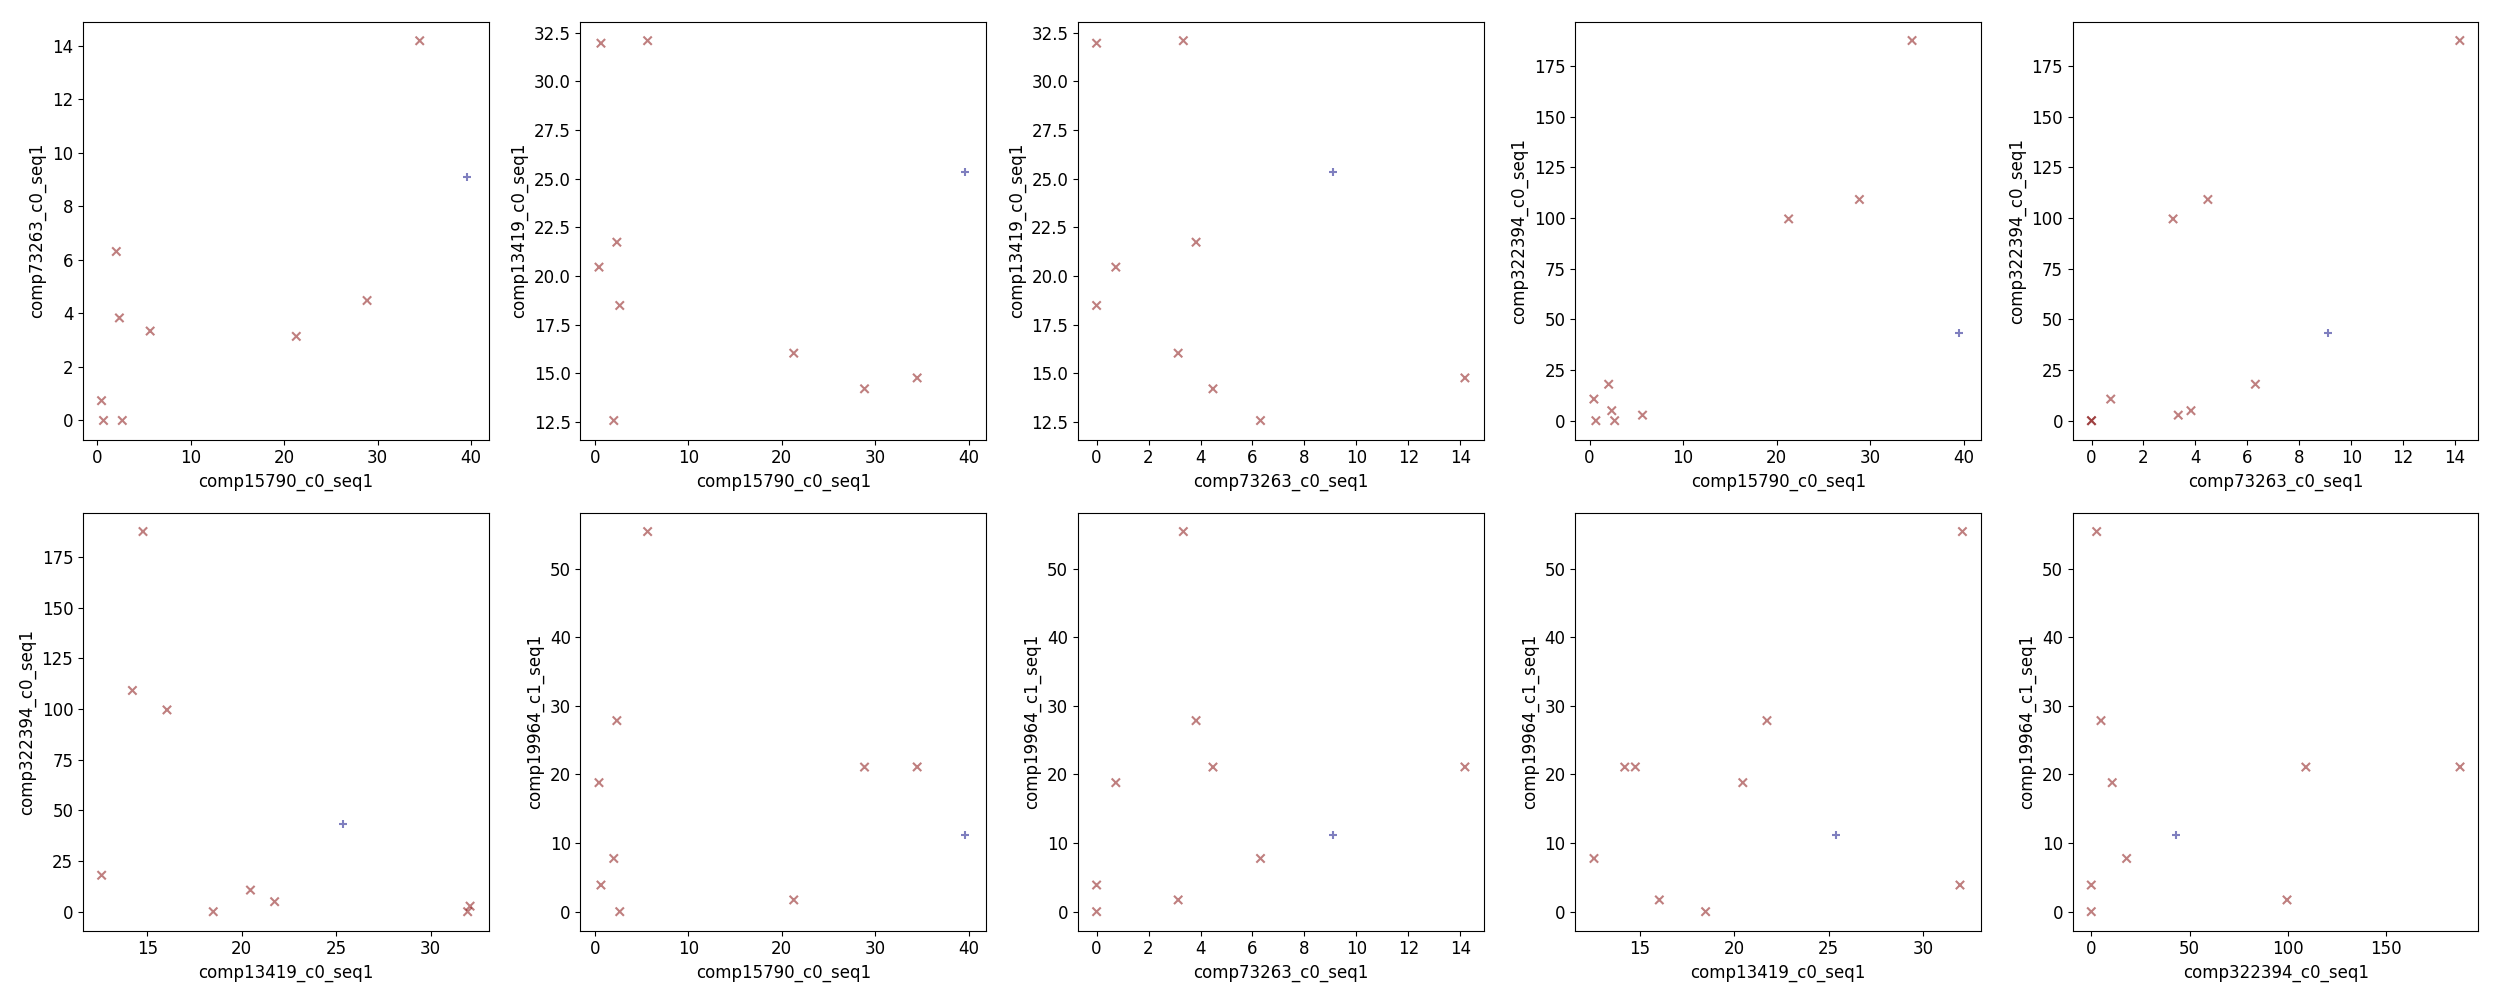 14
12
10
8
6
4
2
0
comp73263_c0_seq1
0 10 20 30 40
comp15790_c0_seq1
32.5
30.0
27.5
25.0
22.5
20.0
17.5
15.0
12.5
comp13419_c0_seq1
0 10 20 30 40
comp15790_c0_seq1
32.5
30.0
27.5
25.0
22.5
20.0
17.5
15.0
12.5
comp13419_c0_seq1
0 2 4 6 8 10 12 14
comp73263_c0_seq1
175
150
125
100
75
50
25
0
comp322394_c0_seq1
0 10 20 30 40
comp15790_c0_seq1
175
150
125
100
75
50
25
0
comp322394_c0_seq1
0 2 4 6 8 10 12 14
comp73263_c0_seq1
175
150
125
100
75
50
25
0
comp322394_c0_seq1
15 20 25 30
comp13419_c0_seq1
50
40
30
20
10
0
comp19964_c1_seq1
0 10 20 30 40
comp15790_c0_seq1
50
40
30
20
10
0
comp19964_c1_seq1
0 2 4 6 8 10 12 14
comp73263_c0_seq1
50
40
30
20
10
0
comp19964_c1_seq1
15 20 25 30
comp13419_c0_seq1
50
40
30
20
10
0
comp19964_c1_seq1
0 50 100 150
comp322394_c0_seq1